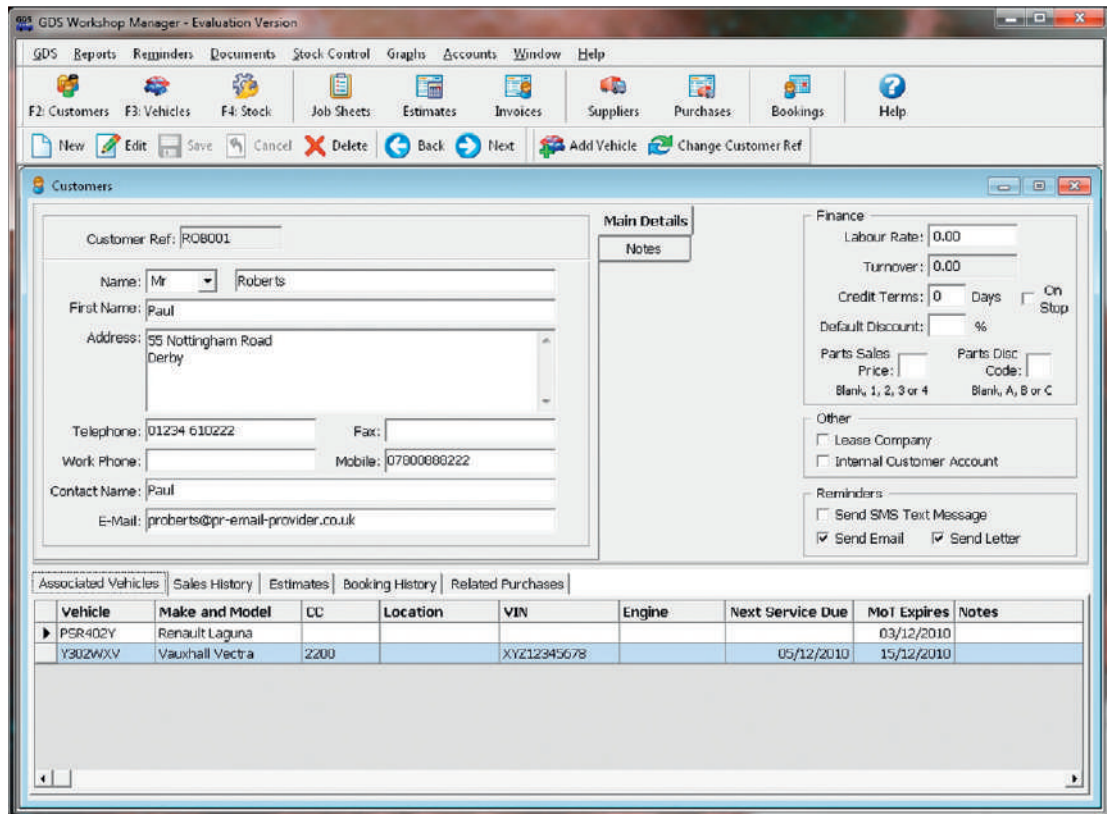 GDS Workshop Manager - Evaluation Version
GDS Reports Reminders Documents Stock Control Graphs Accounts Window Help
F2: Customers F3: Vehicles F4: Stock Job Sheets Estimates Invoices Suppliers Purchases Bookings Help
New Edit Save Cancel Delete Back Next Add Vehicle Change Customer Ref
Customers
Customer Ref: ROB001
Name: Mr Roberts
First Name: Paul
Address: 55 Nottingham Road
Derby
Telephone: 01234 610222 Fax:
Work Phone: Mobile: 07800888222
Contact Name: Paul
E-Mail: proberts@pr-email-provider.co.uk
Main Details
Notes
Finance
Labour Rate: 0.00
Turnover: 0.00
Credit Terms: 0 Days On Stop
Default Discount: %
Parts Sales Price: Parts Disc Code:
Blank, 1, 2, 3 or 4 Blank, A, B or C
Other
Lease Company
Internal Customer Account
Reminders
Send SMS Text Message
Send Email Send Letter
Associated Vehicles Sales History Estimates Booking History Related Purchases
Vehicle Make and Model CC Location VIN Engine Next Service Due MoT Expires Notes
PSR402Y Renault Laguna 03/12/2010
Y302WXV Vauxhall Vectra 2200 XYZ12345678 05/12/2010 15/12/2010